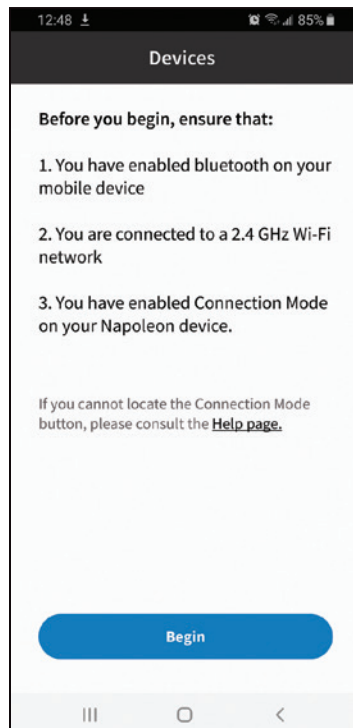 12:48
85%
Devices
Before you begin, ensure that:
1. You have enabled bluetooth on your
mobile device
2. You are connected to a 2.4 GHz Wi-Fi
network
3. You have enabled Connection Mode
on your Napoleon device.
If you cannot locate the Connection Mode
button, please consult the Help page.
Begin